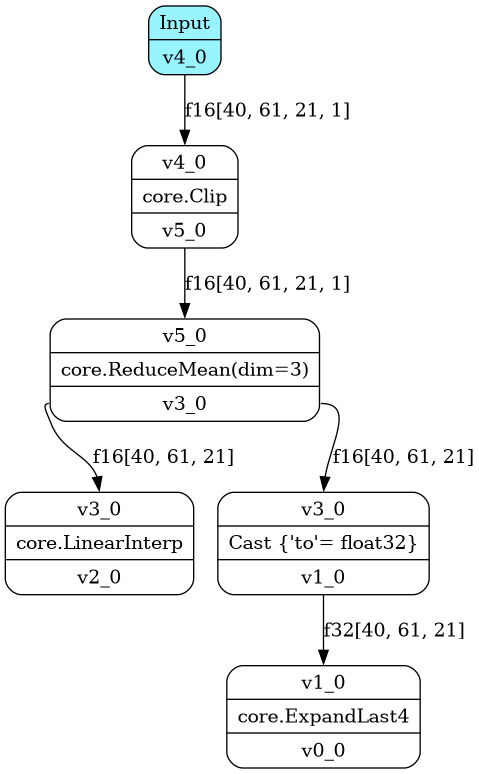 Input
v4_0
f16[40, 61, 21, 1]
v4_0
core.Clip
v5_0
f16[40, 61, 21, 1]
v5_0
core.ReduceMean(dim=3)
v3_0
f16[40, 61, 21]
f16[40, 61, 21]
v3_0
core.LinearInterp
v2_0
v3_0
Cast {'to'= float32}
v1_0
f32[40, 61, 21]
v1_0
core.ExpandLast4
v0_0